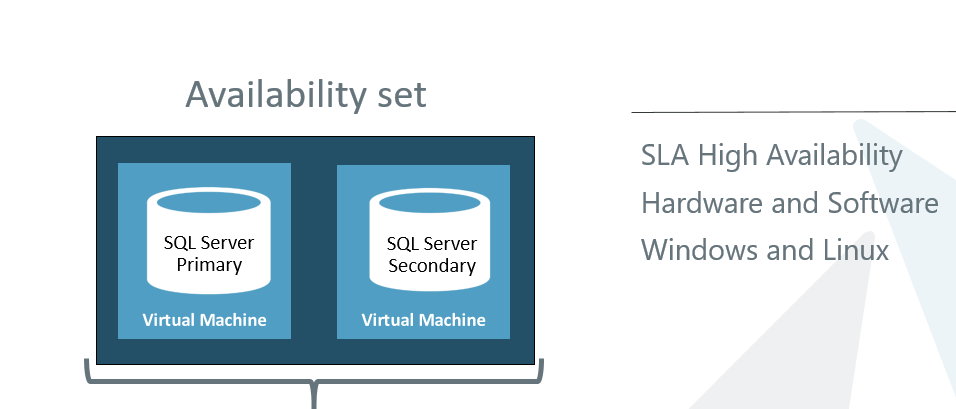 Availability set
SQL Server
Primary
Virtual Machine
SQL Server
Secondary
Virtual Machine
SLA High Availability
Hardware and Software
Windows and Linux